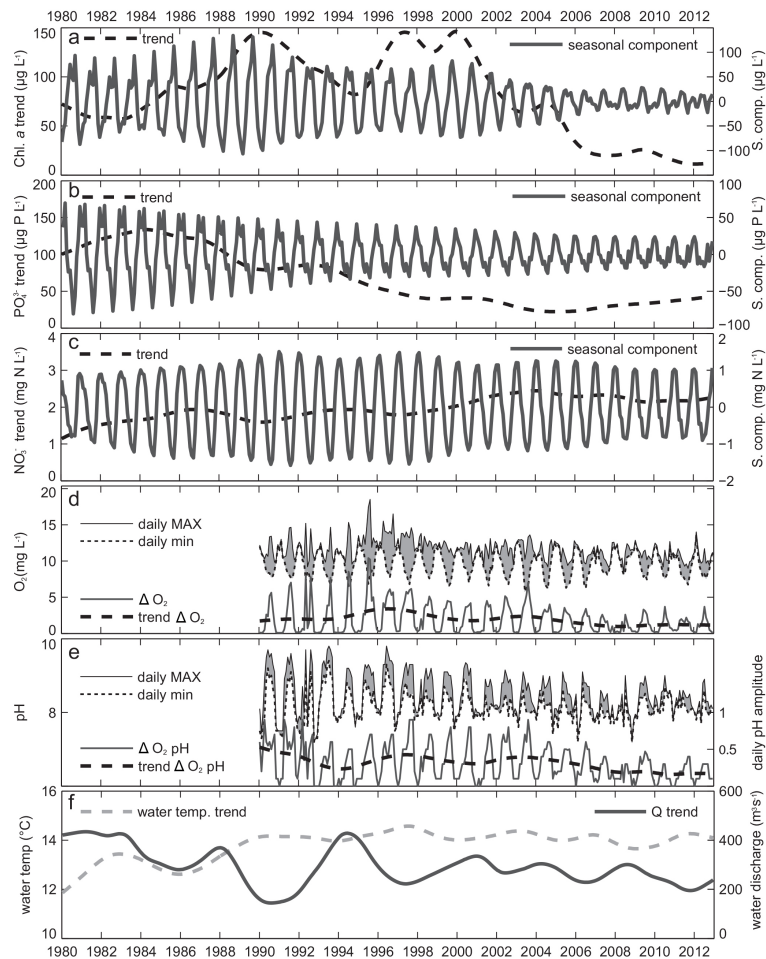 1980 1982 1984 1986 1988 1990 1992 1994 1996 1998 2000 2002 2004 2006 2008 2010 2012
a trend seasonal component
150 100 50 0
Chl. a trend (µg L⁻¹)
100 50 0 −50 −100
S. comp. (µg L⁻¹)
b trend seasonal component
200 150 100 50 0
PO₄³⁻ trend (µg P L⁻¹)
100 50 0 −50 −100
S. comp. (µg P L⁻¹)
c trend seasonal component
4 3 2 1 0
NO₃⁻ trend (mg N L⁻¹)
2 1 0 −1 −2
S. comp. (mg N L⁻¹)
d
daily MAX
daily min
Δ O₂
trend Δ O₂
20 15 10 5 0
O₂(mg L⁻¹)
e
daily MAX
daily min
Δ O₂ pH
trend Δ O₂ pH
10 8
pH
1 0.5
daily pH amplitude
f water temp. trend Q trend
16 14 12 10
water temp (°C)
600 400 200 0
water discharge (m³s⁻¹)
1980 1982 1984 1986 1988 1990 1992 1994 1996 1998 2000 2002 2004 2006 2008 2010 2012